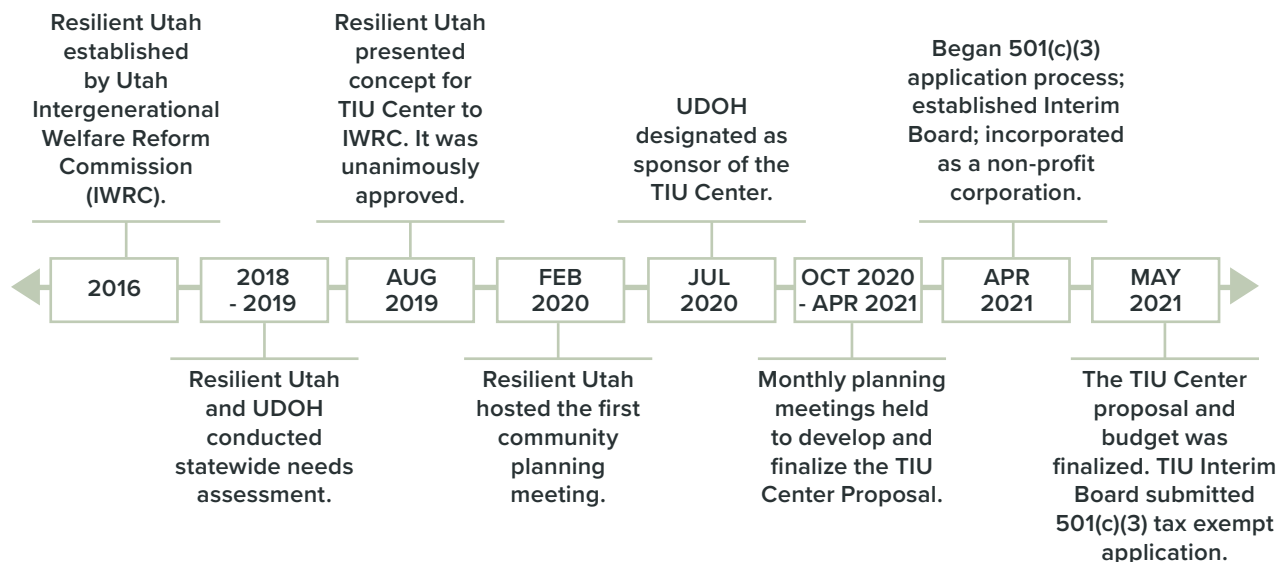 Resilient Utah
established
by Utah
Intergenerational
Welfare Reform
Commission
(IWRC).
Resilient Utah
presented
concept for
TIU Center to
IWRC. It was
unanimously
approved.
UDOH
designated as
sponsor of the
TIU Center.
Began 501(c)(3)
application process;
established Interim
Board; incorporated
as a non-profit
corporation.
2016
2018
- 2019
AUG
2019
FEB
2020
JUL
2020
OCT 2020
- APR 2021
APR
2021
MAY
2021
Resilient Utah
and UDOH
conducted
statewide needs
assessment.
Resilient Utah
hosted the first
community
planning
meeting.
Monthly planning
meetings held
to develop and
finalize the TIU
Center Proposal.
The TIU Center
proposal and
budget was
finalized. TIU Interim
Board submitted
501(c)(3) tax exempt
application.